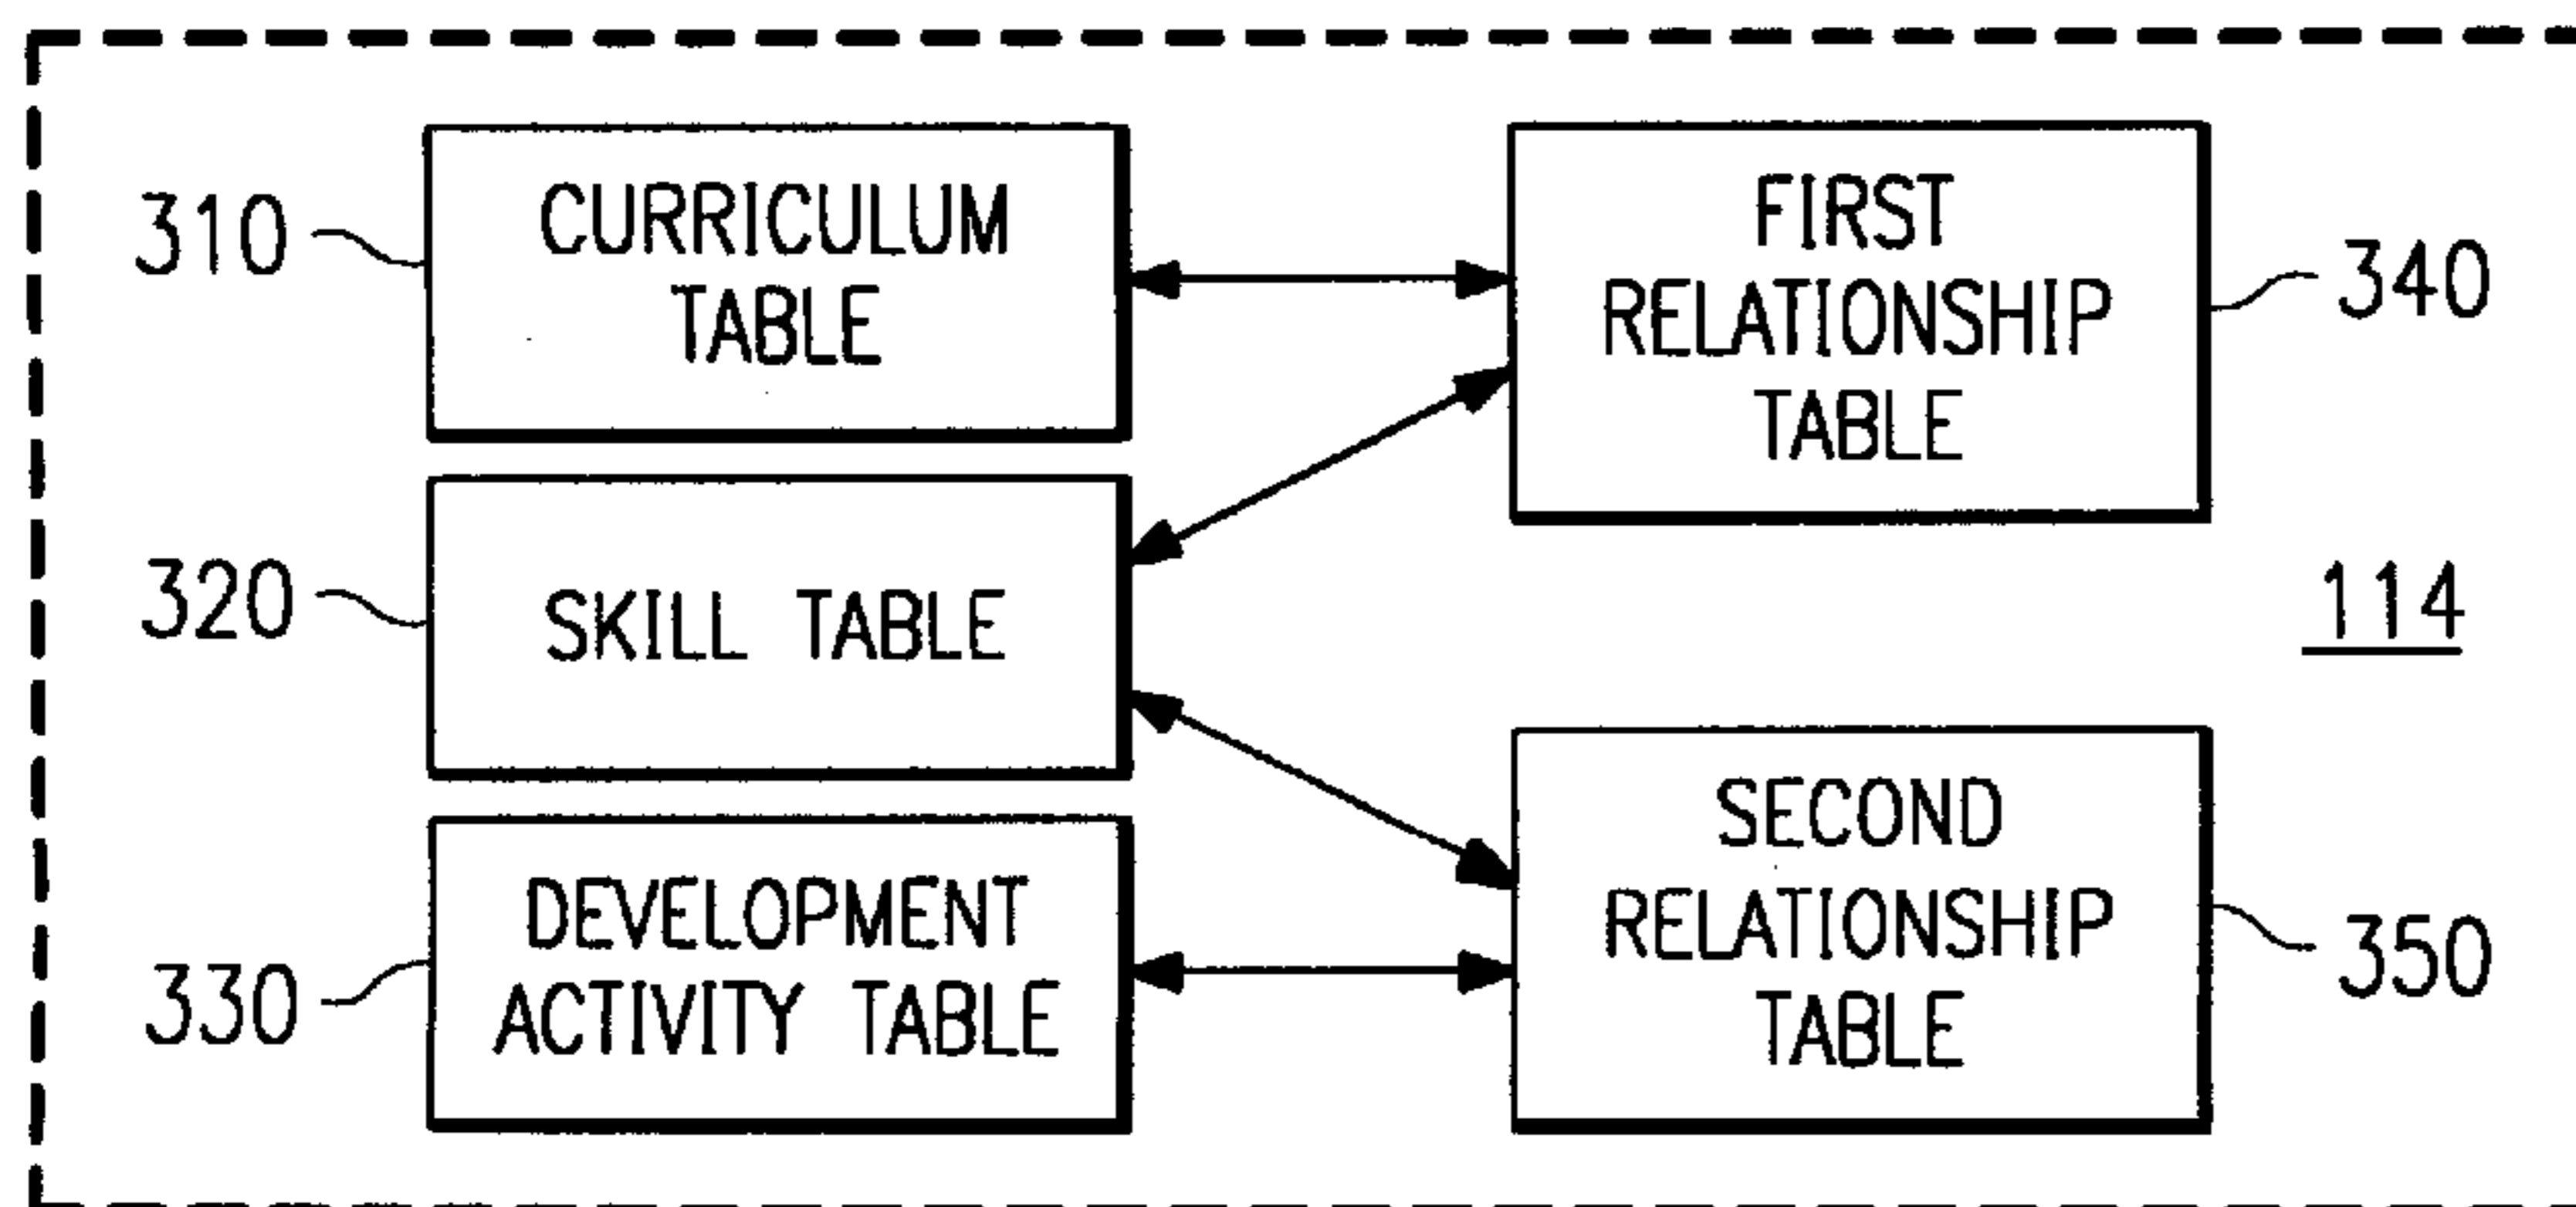 310
CURRICULUM
TABLE
FIRST
RELATIONSHIP
TABLE
340
320
SKILL TABLE
114
330
DEVELOPMENT
ACTIVITY TABLE
SECOND
RELATIONSHIP
TABLE
350